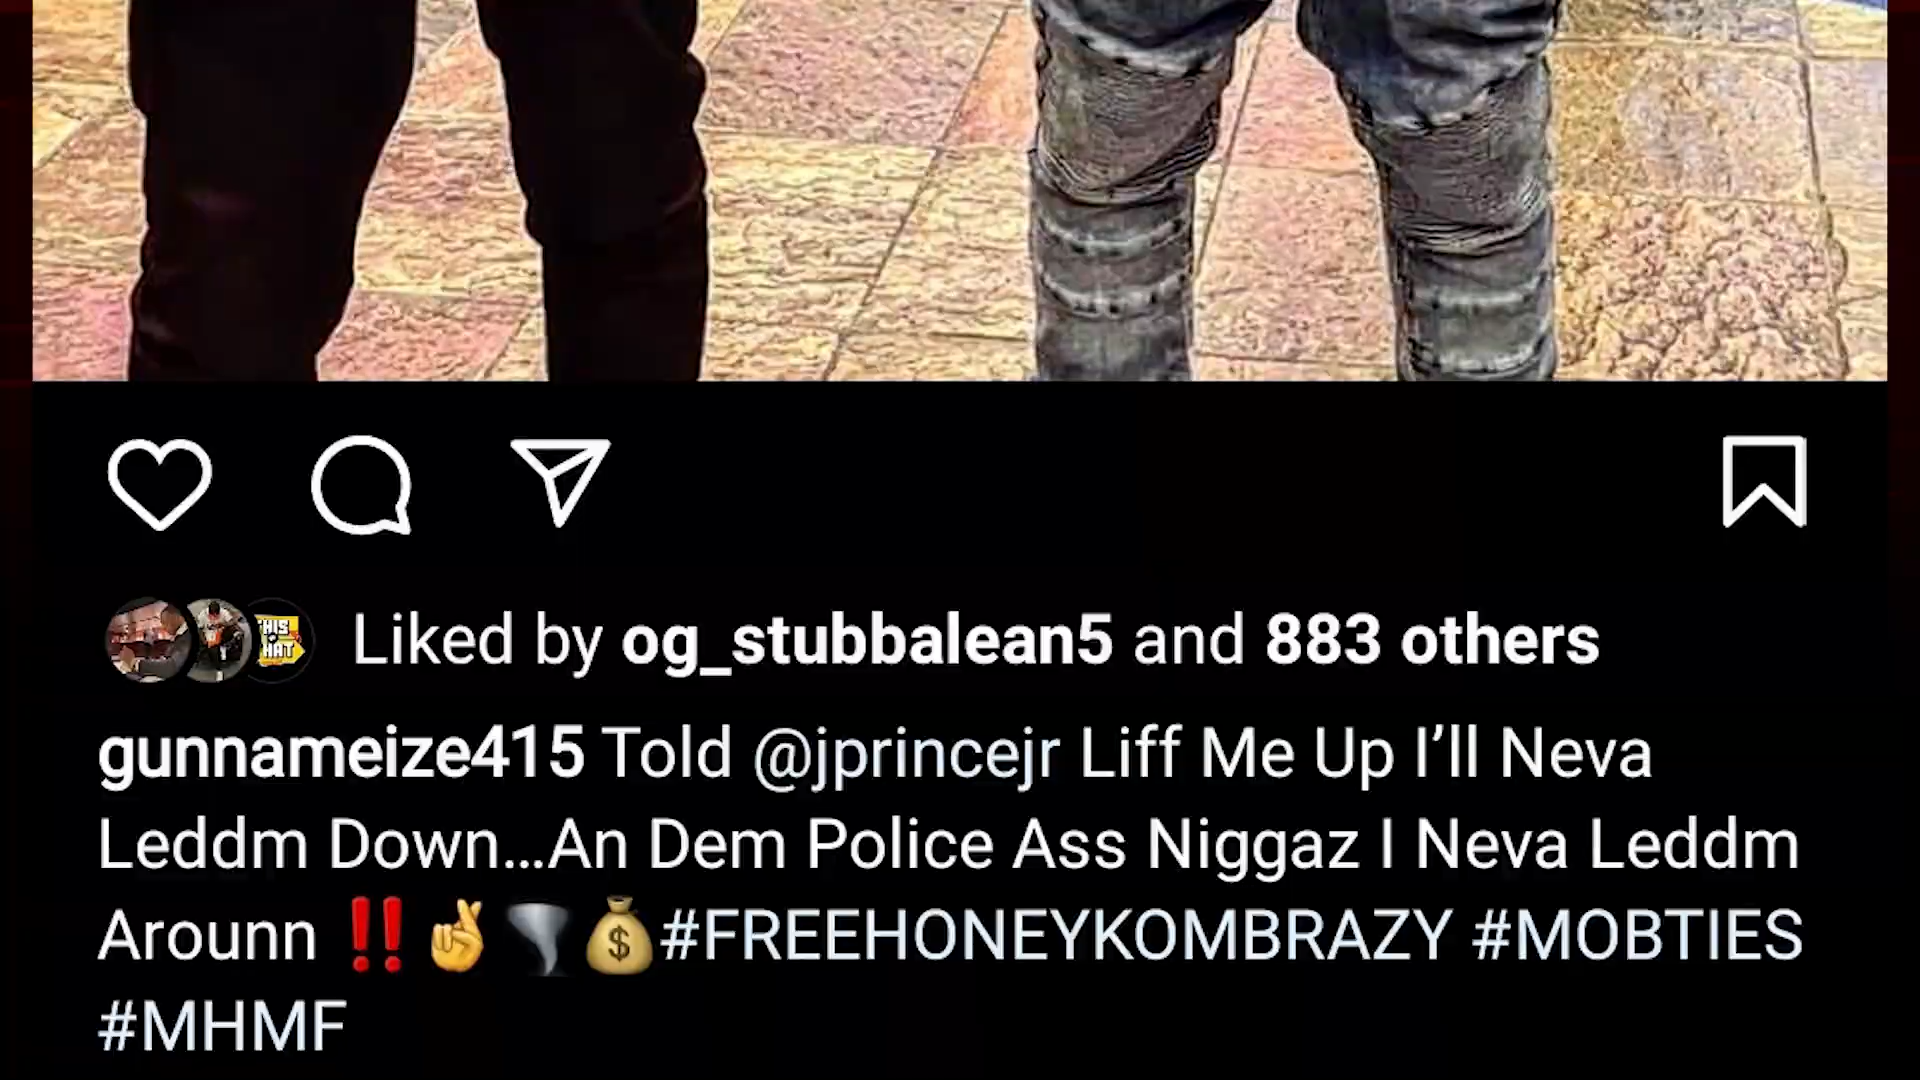 Liked by og_stubbalean5 and 883 others
gunnameize415 Told @jprincejr Liff Me Up I’ll Neva
Leddm Down...An Dem Police Ass Niggaz I Neva Leddm
Arounn ‼️🤞🌪💰#FREEHONEYKOMBRAZY #MOBTIES
#MHMF